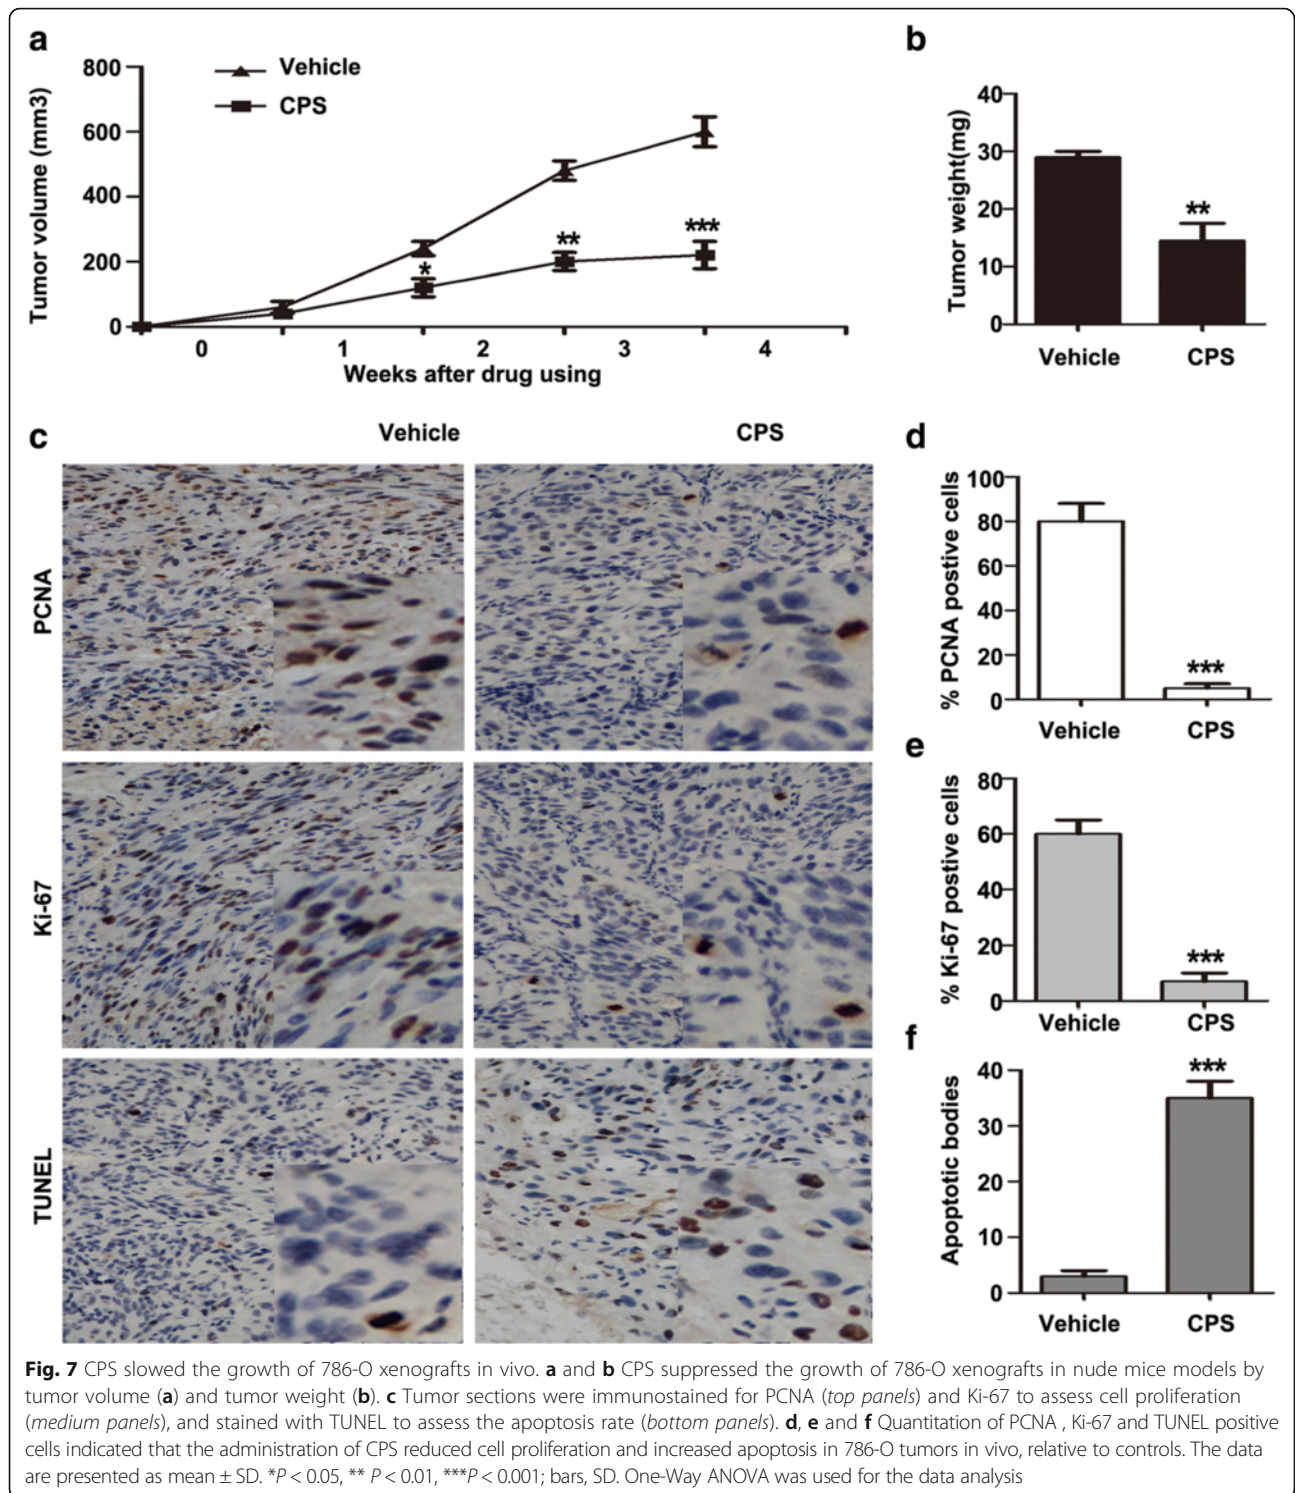 a
800
600
400
200
0
Tumor volume (mm3)
Vehicle
CPS
*
**
***
0 1 2 3 4
Weeks after drug using
b
40
30
20
10
0
Tumor weight(mg)
**
Vehicle CPS
c
Vehicle CPS
PCNA
Ki-67
TUNEL
d
100
80
60
40
20
0
% PCNA postive cells
***
Vehicle CPS
e
80
60
40
20
0
% Ki-67 postive cells
***
Vehicle CPS
f
40
30
20
10
0
Apoptotic bodies
***
Vehicle CPS
Fig. 7 CPS slowed the growth of 786-O xenografts in vivo. a and b CPS suppressed the growth of 786-O xenografts in nude mice models by
tumor volume (a) and tumor weight (b). c Tumor sections were immunostained for PCNA (top panels) and Ki-67 to assess cell proliferation
(medium panels), and stained with TUNEL to assess the apoptosis rate (bottom panels). d, e and f Quantitation of PCNA , Ki-67 and TUNEL positive
cells indicated that the administration of CPS reduced cell proliferation and increased apoptosis in 786-O tumors in vivo, relative to controls. The data
are presented as mean ± SD. *P < 0.05, ** P < 0.01, ***P < 0.001; bars, SD. One-Way ANOVA was used for the data analysis